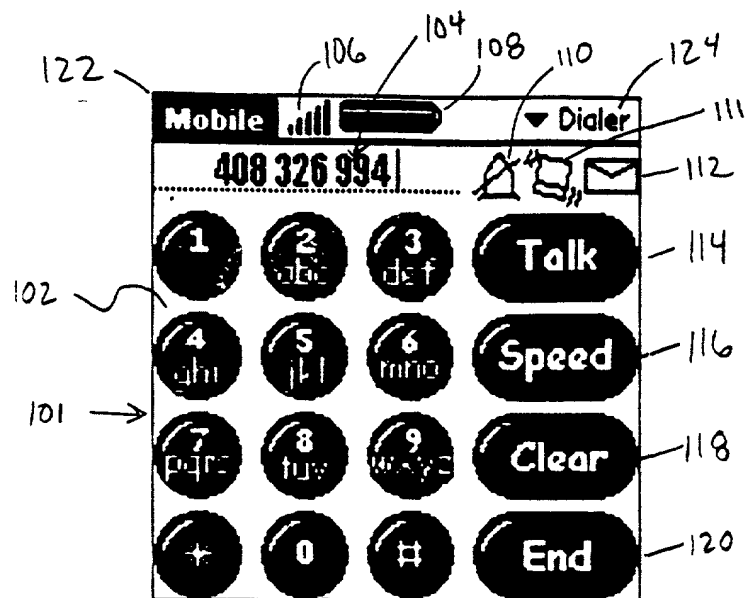 122 106 104 108 110 124
Mobile Dialer 111
408 326 994 112
1 2 abc 3 def Talk 114
102
4 ghi 5 jkl 6 mno Speed 116
101
7 pqrs 8 tuv 9 wxyz Clear 118
* 0 # End 120